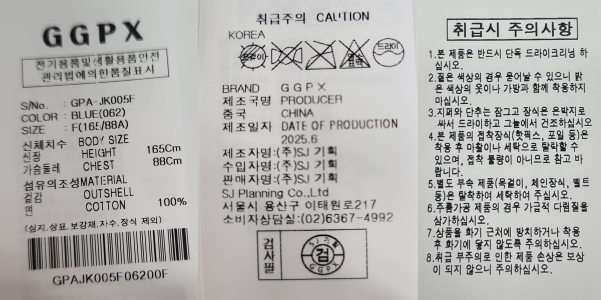 GGPX
전기용품및생활용품안전
관리법에의한품질표시
S/No. : GPA-JK005F
COLOR : BLUE(062)
SIZE : F(165/88A)
신체치수 BODY SIZE
신장 HEIGHT 165Cm
가슴둘레 CHEST 88Cm
섬유의조성MATERIAL
겉감 OUTSHELL
면 COTTON 100%
(심지,상표,보강재,자수,장식 제외)
GPAJK005F06200F
취급주의 CAUTION
KOREA
드라이
BRAND GGPX
제조국명 PRODUCER
중국 CHINA
제조일자 DATE OF PRODUCTION
2025.6
제조자명:(주)SJ 기획
수입자명:(주)SJ 기획
판매자명:(주)SJ 기획
SJ Planning Co.,Ltd
서울시 용산구 이태원로217
소비자상담실:(02)6367-4992
검사필
SJ기획
검
GGPX
취급시 주의사항
1.본 제품은 반드시 단독 드라이크리닝 하
십시오.
2.짙은 색상의 경우 묻어날 수 있으니 밝
은 색상의 옷이나 가방과 함께 착용하지
마십시오.
3.지퍼와 단추는 잠그고 장식은 은박지로
싸서 드라이하고 그늘에서 건조하십시오
4.본 제품의 접착장식(핫픽스, 포일 등)은
착용 후 마찰이나 세탁으로 탈락할 수
있으며, 접착 불량이 아니므로 참고 바
랍니다.
5.별도 부속 제품(목걸이, 체인장식, 벨트
등)은 탈착하여 세탁하여 주십시오.
6.주름가공 제품의 경우 가급적 다림질을
삼가하십시오.
7.상품을 화기 근처에 방치하거나 착용
후 화기에 닿지 않도록 주의하십시오.
8.취급 부주의로 인한 제품 손상은 보상
이 되지 않으니 주의하십시오.